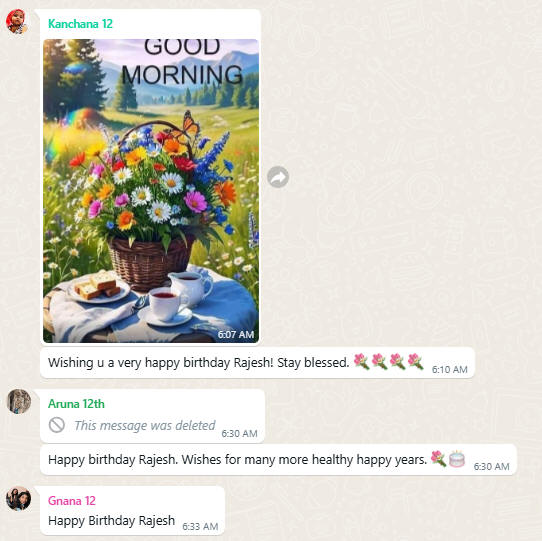 Kanchana 12
GOOD
MORNING
6:07 AM
Wishing u a very happy birthday Rajesh! Stay blessed. 💐💐💐💐
6:10 AM
Aruna 12th
This message was deleted
6:30 AM
Happy birthday Rajesh. Wishes for many more healthy happy years. 💐🎂
6:30 AM
Gnana 12
Happy Birthday Rajesh
6:33 AM